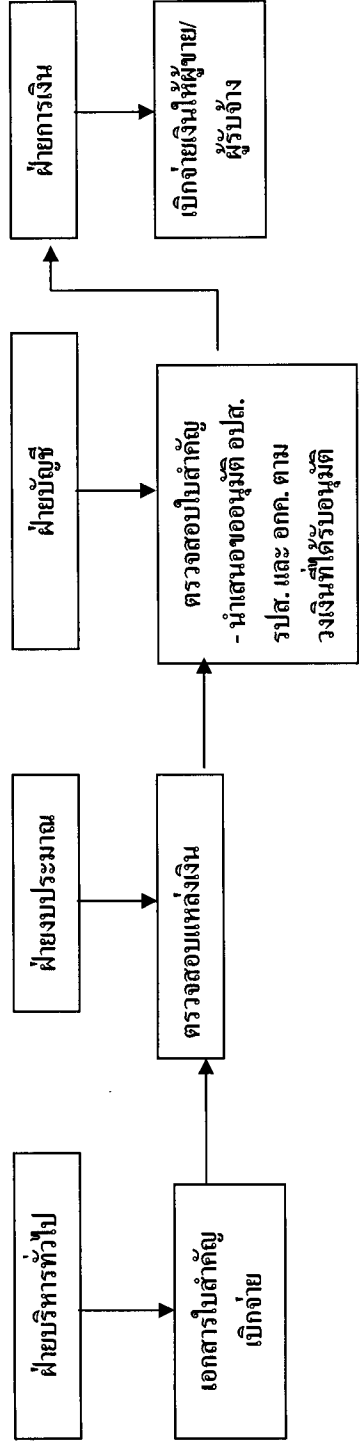 ฝ่ายบริหารทั่วไป
เอกสารใบสำคัญ
เบิกจ่าย
ฝ่ายงบประมาณ
ตรวจสอบแหล่งเงิน
ฝ่ายบัญชี
ตรวจสอบใบสำคัญ
- นำเสนอขออนุมัติ อปส.
รปส. และ อกค. ตาม
วงเงินที่ได้รับอนุมัติ
ฝ่ายการเงิน
เบิกจ่ายเงินให้ผู้ขาย/
ผู้รับจ้าง